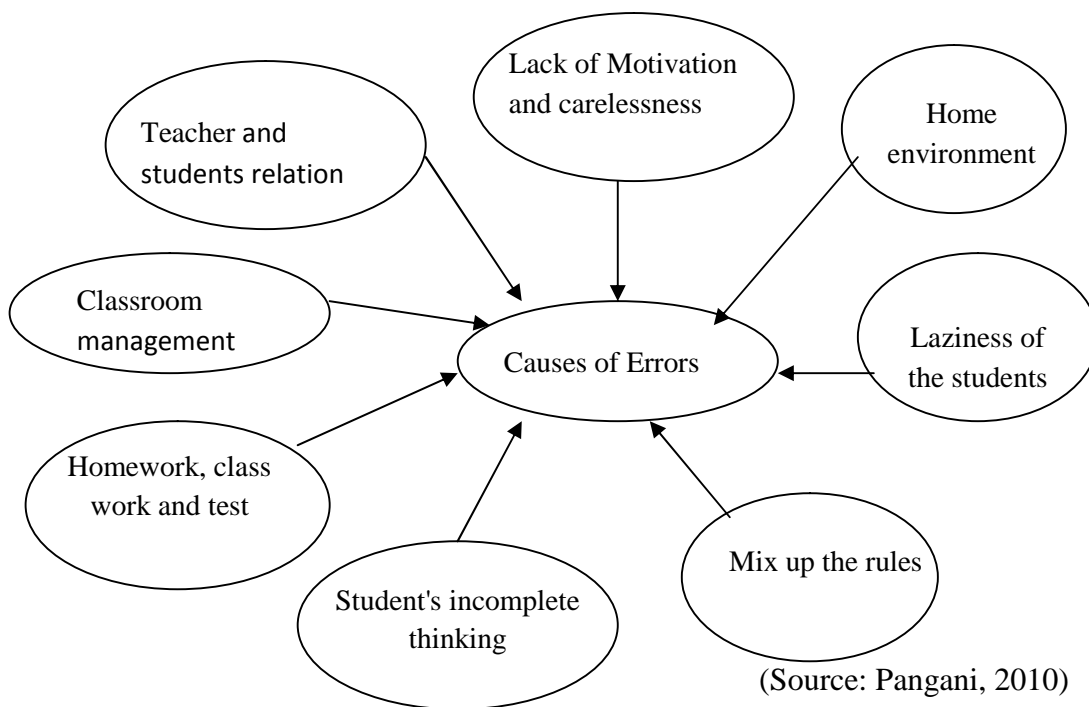 Lack of Motivation
and carelessness
Home
environment
Teacher and
students relation
Classroom
management
Causes of Errors
Laziness of
the students
Homework, class
work and test
Mix up the rules
Student's incomplete
thinking
(Source: Pangani, 2010)